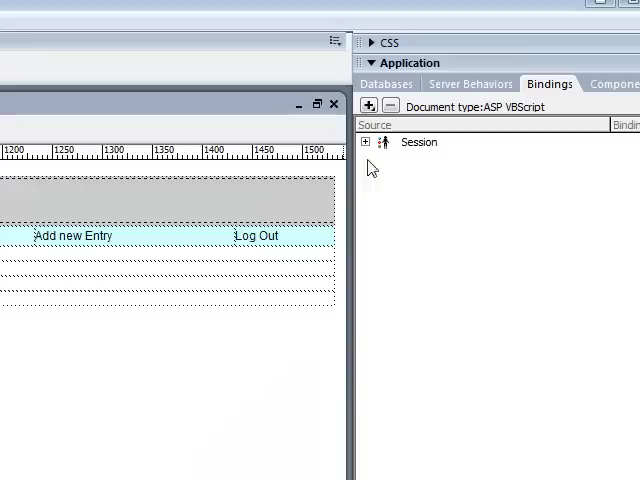 CSS
Application
Databases Server Behaviors Bindings Compone
Document type:ASP VBScript
Source Bindin
Session
1200 1250 1300 1350 1400 1450 1500
Add new Entry Log Out